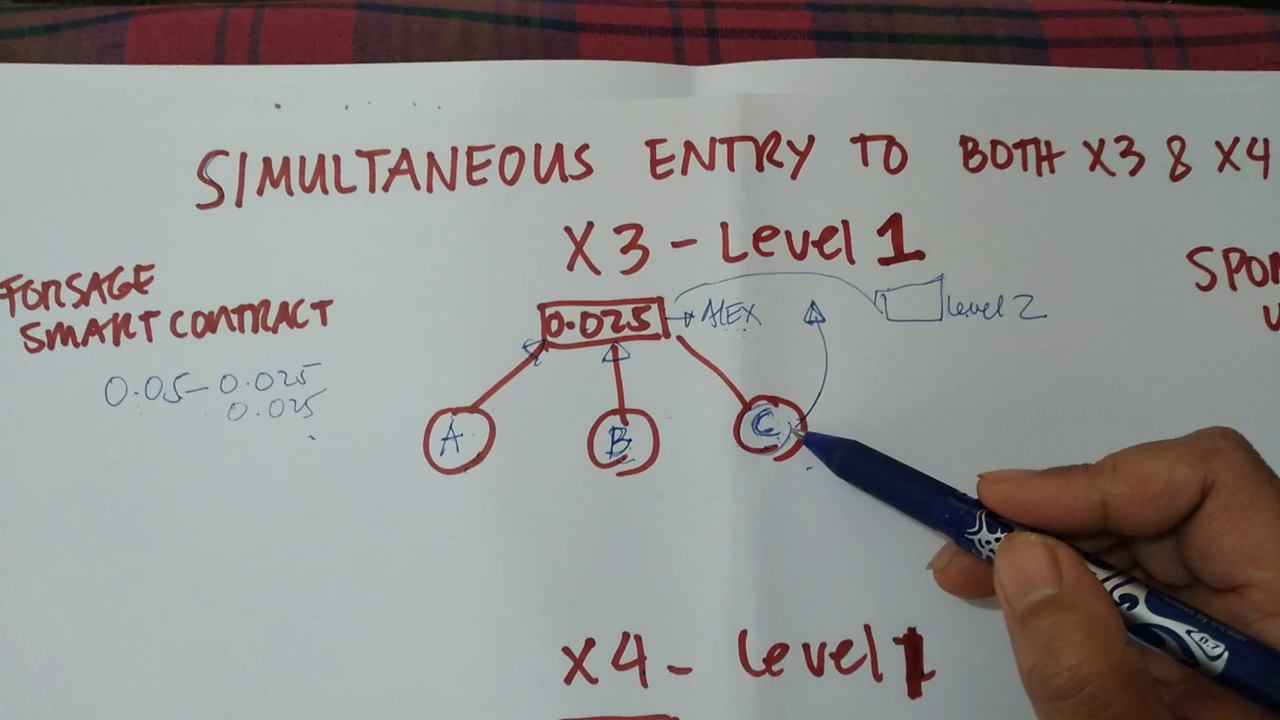 SIMULTANEOUS ENTRY TO BOTH X3 & X4
X3 - Level 1
FORSAGE
SMART CONTRACT
0.05 - 0.025
0.025
0.025
ALEX
level 2
A
B
C
X4 - Level 1